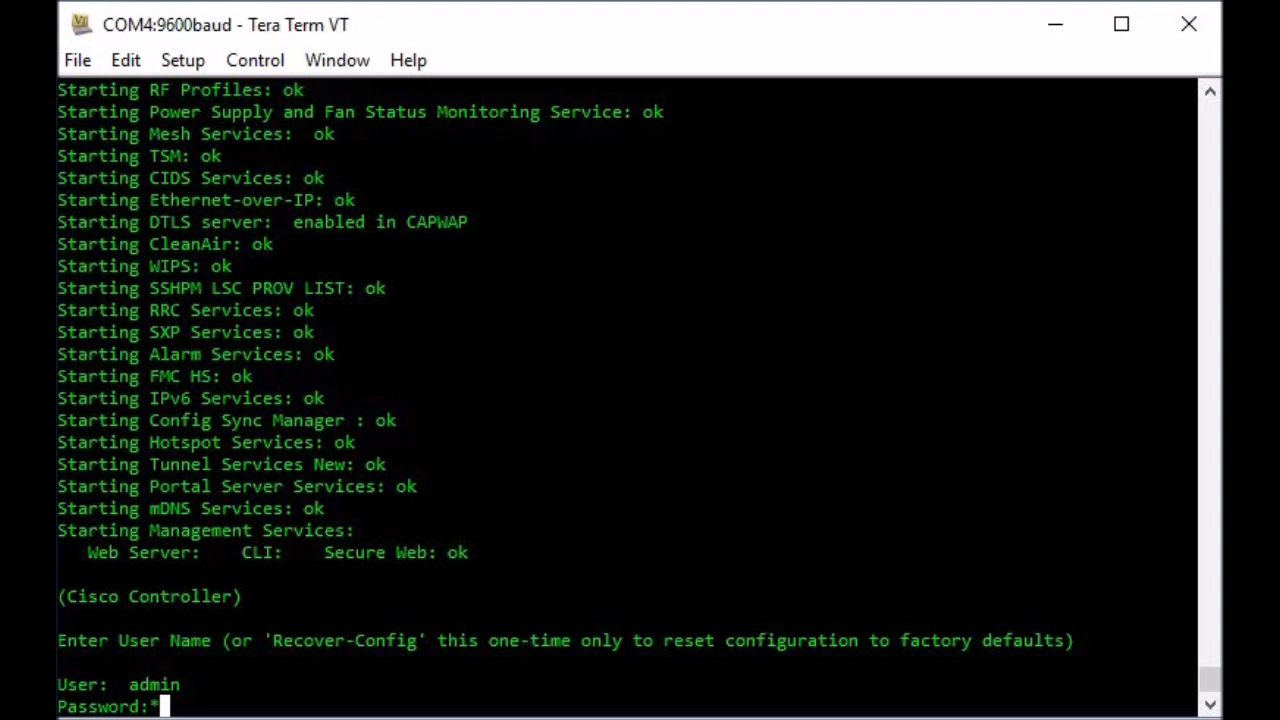 COM4:9600baud - Tera Term VT
File Edit Setup Control Window Help
Starting RF Profiles: ok
Starting Power Supply and Fan Status Monitoring Service: ok
Starting Mesh Services:  ok
Starting TSM: ok
Starting CIDS Services: ok
Starting Ethernet-over-IP: ok
Starting DTLS server:  enabled in CAPWAP
Starting CleanAir: ok
Starting WIPS: ok
Starting SSHPM LSC PROV LIST: ok
Starting RRC Services: ok
Starting SXP Services: ok
Starting Alarm Services: ok
Starting FMC HS: ok
Starting IPv6 Services: ok
Starting Config Sync Manager : ok
Starting Hotspot Services: ok
Starting Tunnel Services New: ok
Starting Portal Server Services: ok
Starting mDNS Services: ok
Starting Management Services:
   Web Server:    CLI:    Secure Web: ok
(Cisco Controller)
Enter User Name (or 'Recover-Config' this one-time only to reset configuration to factory defaults)
User:  admin
Password:*